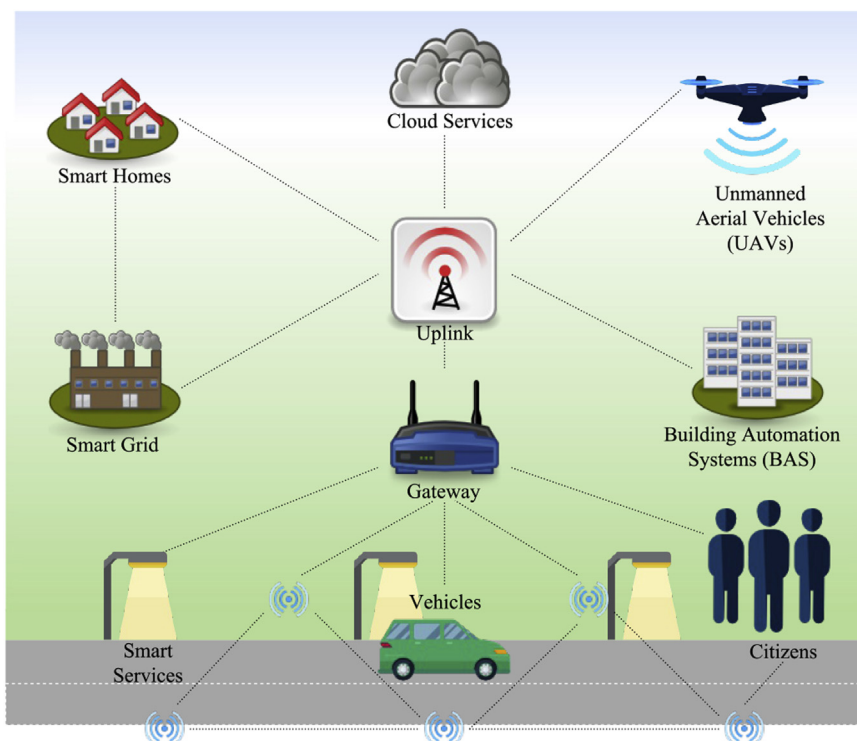 Cloud Services
Smart Homes
Unmanned
Aerial Vehicles
(UAVs)
Uplink
Smart Grid
Building Automation
Systems (BAS)
Gateway
Vehicles
Smart
Services
Citizens